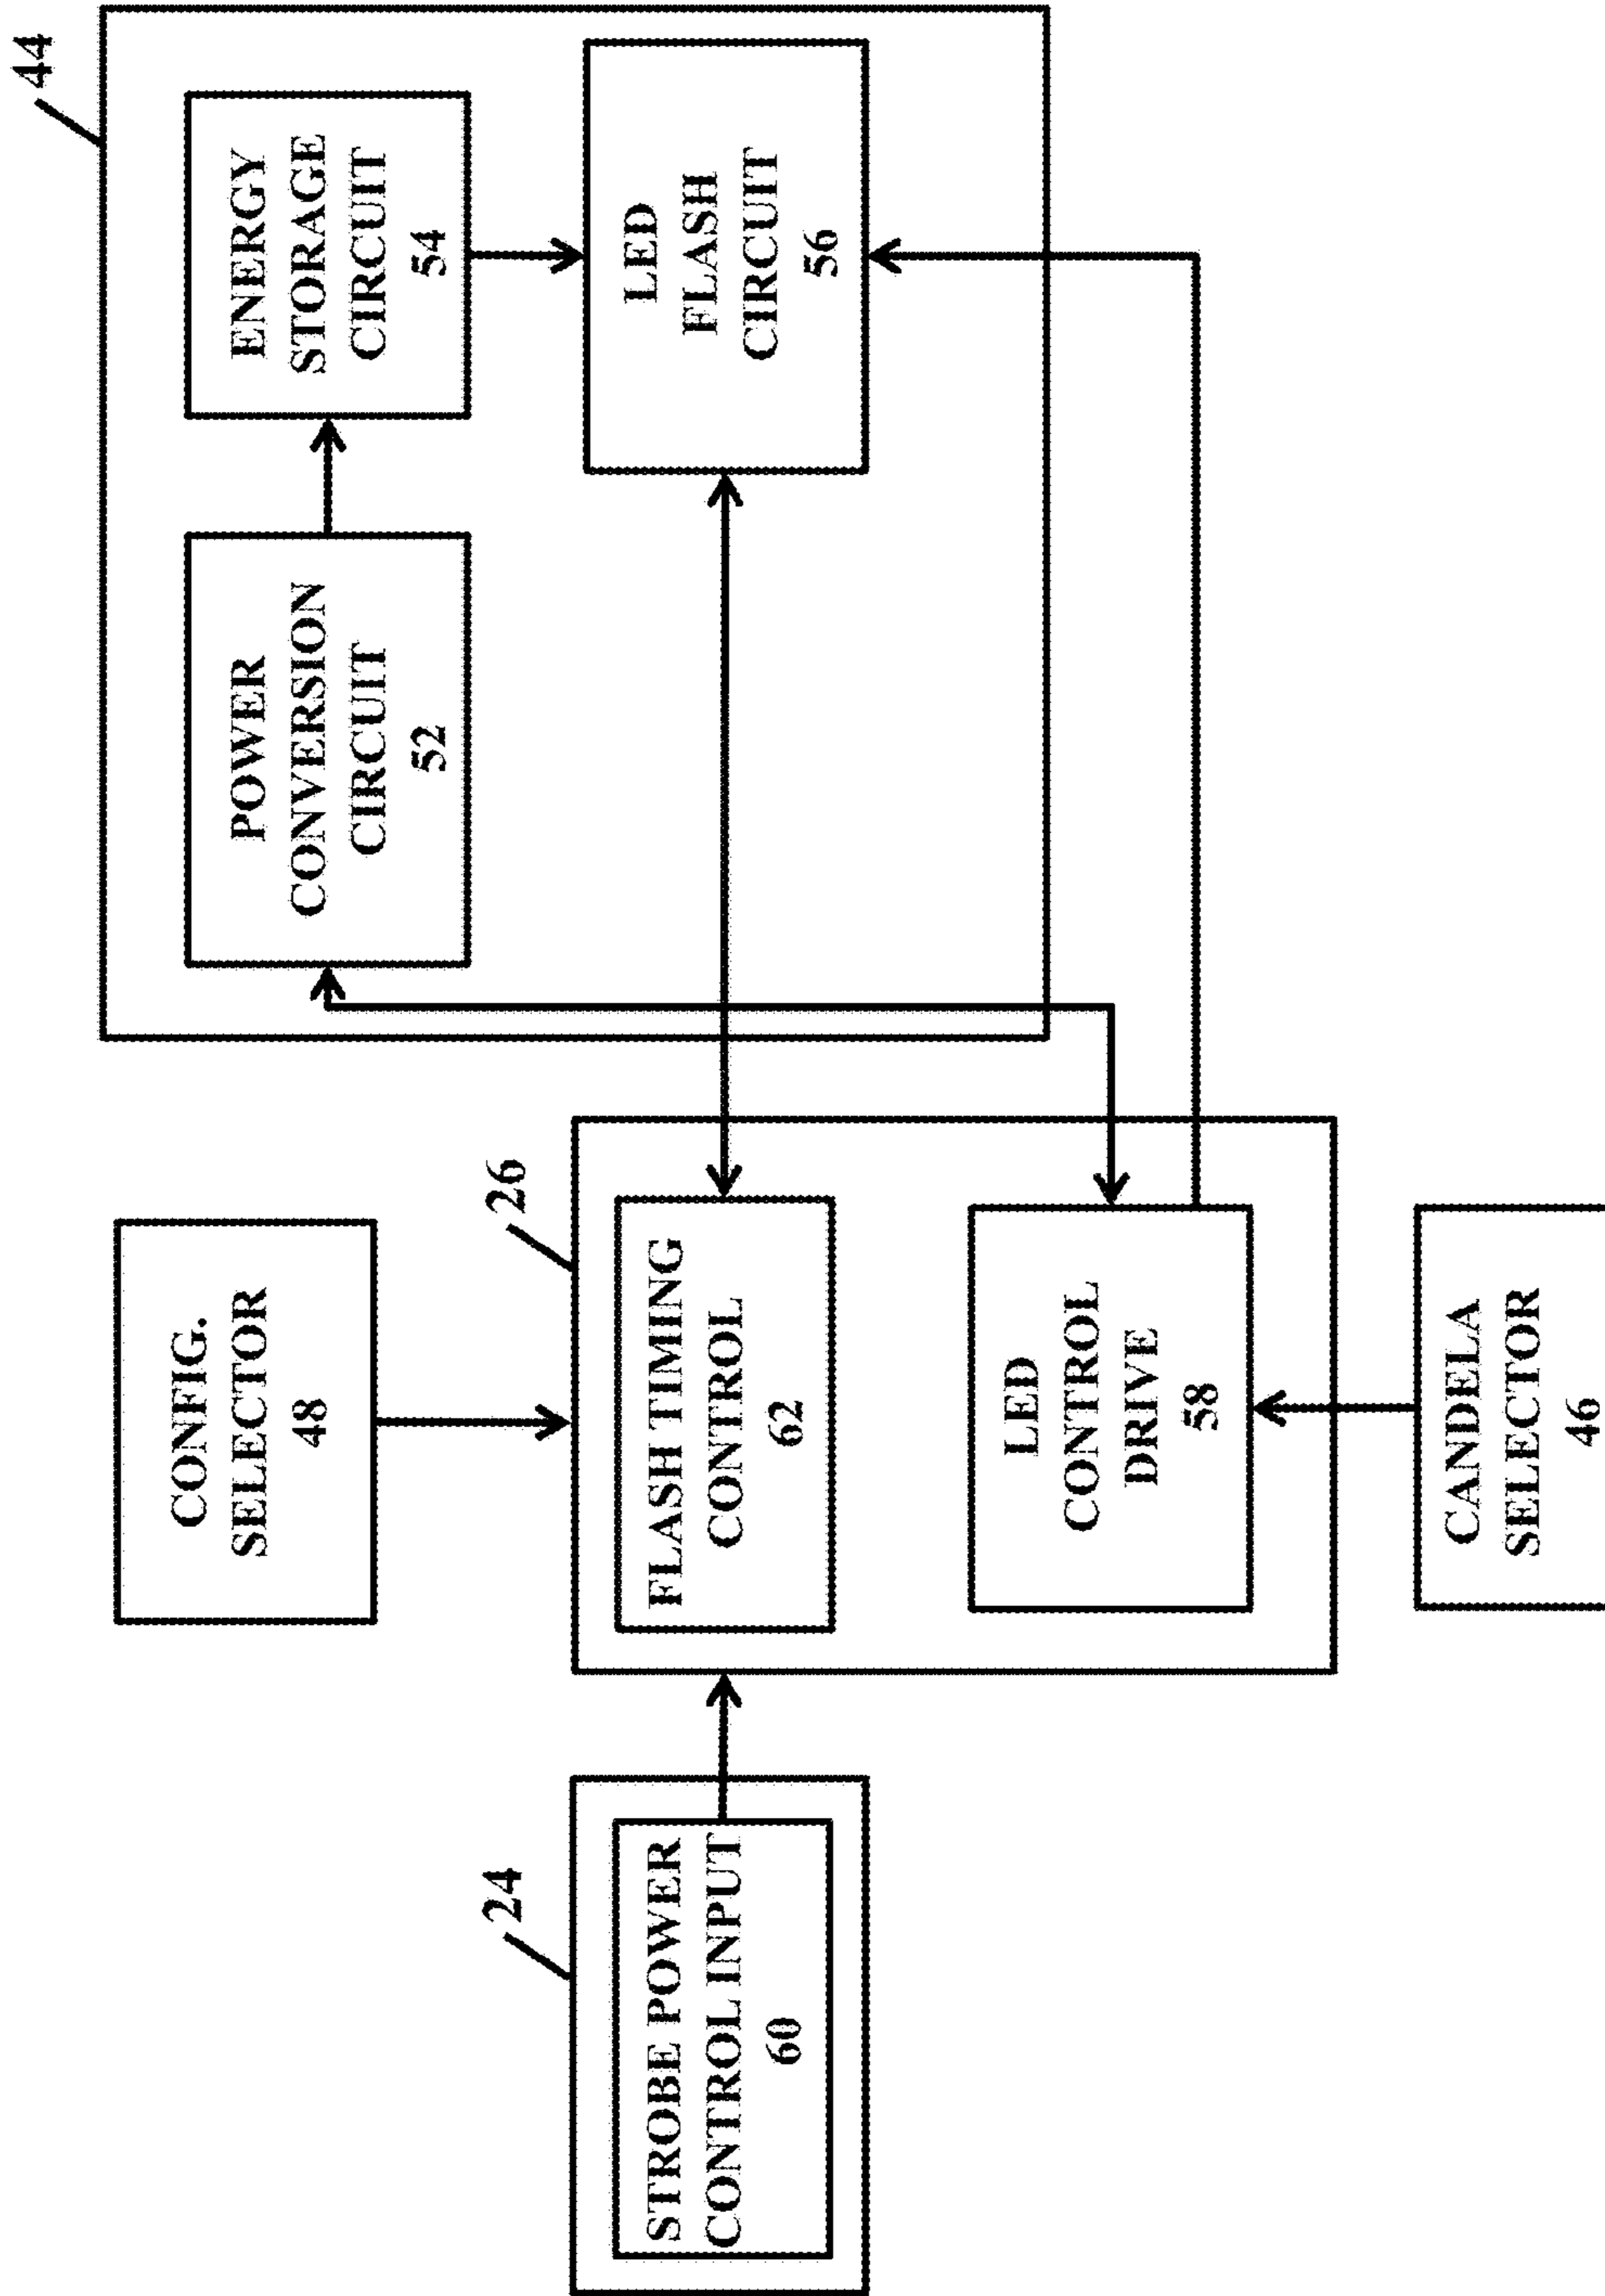 44
POWER
CONVERSION
CIRCUIT
52
ENERGY
STORAGE
CIRCUIT
54
LED
FLASH
CIRCUIT
56
CONFIG.
SELECTOR
48
26
FLASH TIMING
CONTROL
62
LED
CONTROL
DRIVE
58
24
STROBE POWER
CONTROL INPUT
60
CANDELA
SELECTOR
46